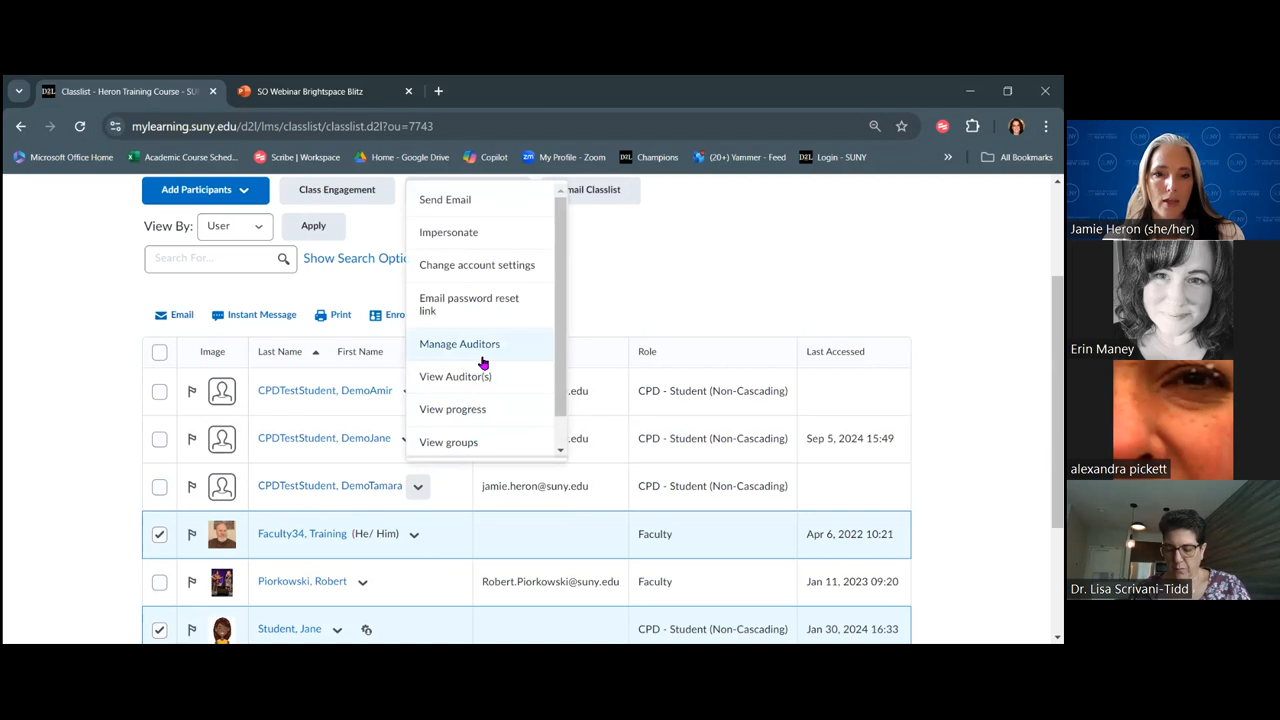 Classlist - Heron Training Course - SU
SO Webinar Brightspace Blitz
mylearning.suny.edu/d2l/lms/classlist/classlist.d2l?ou=7743
Microsoft Office Home
Academic Course Sched...
Scribe | Workspace
Home - Google Drive
Copilot
My Profile - Zoom
Champions
(20+) Yammer - Feed
Login - SUNY
All Bookmarks
Add Participants
Class Engagement
mail Classlist
View By: User
Apply
Search For...
Show Search Optio
Email
Instant Message
Print
Enro
Send Email
Impersonate
Change account settings
Email password reset
link
Manage Auditors
View Auditor(s)
View progress
View groups
Image Last Name First Name Role Last Accessed
CPDTestStudent, DemoAmir .edu CPD - Student (Non-Cascading)
CPDTestStudent, DemoJane .edu CPD - Student (Non-Cascading) Sep 5, 2024 15:49
CPDTestStudent, DemoTamara jamie.heron@suny.edu CPD - Student (Non-Cascading)
Faculty34, Training (He/ Him) Faculty Apr 6, 2022 10:21
Piorkowski, Robert Robert.Piorkowski@suny.edu Faculty Jan 11, 2023 09:20
Student, Jane CPD - Student (Non-Cascading) Jan 30, 2024 16:33
Jamie Heron (she/her)
Erin Maney
alexandra pickett
Dr. Lisa Scrivani-Tidd